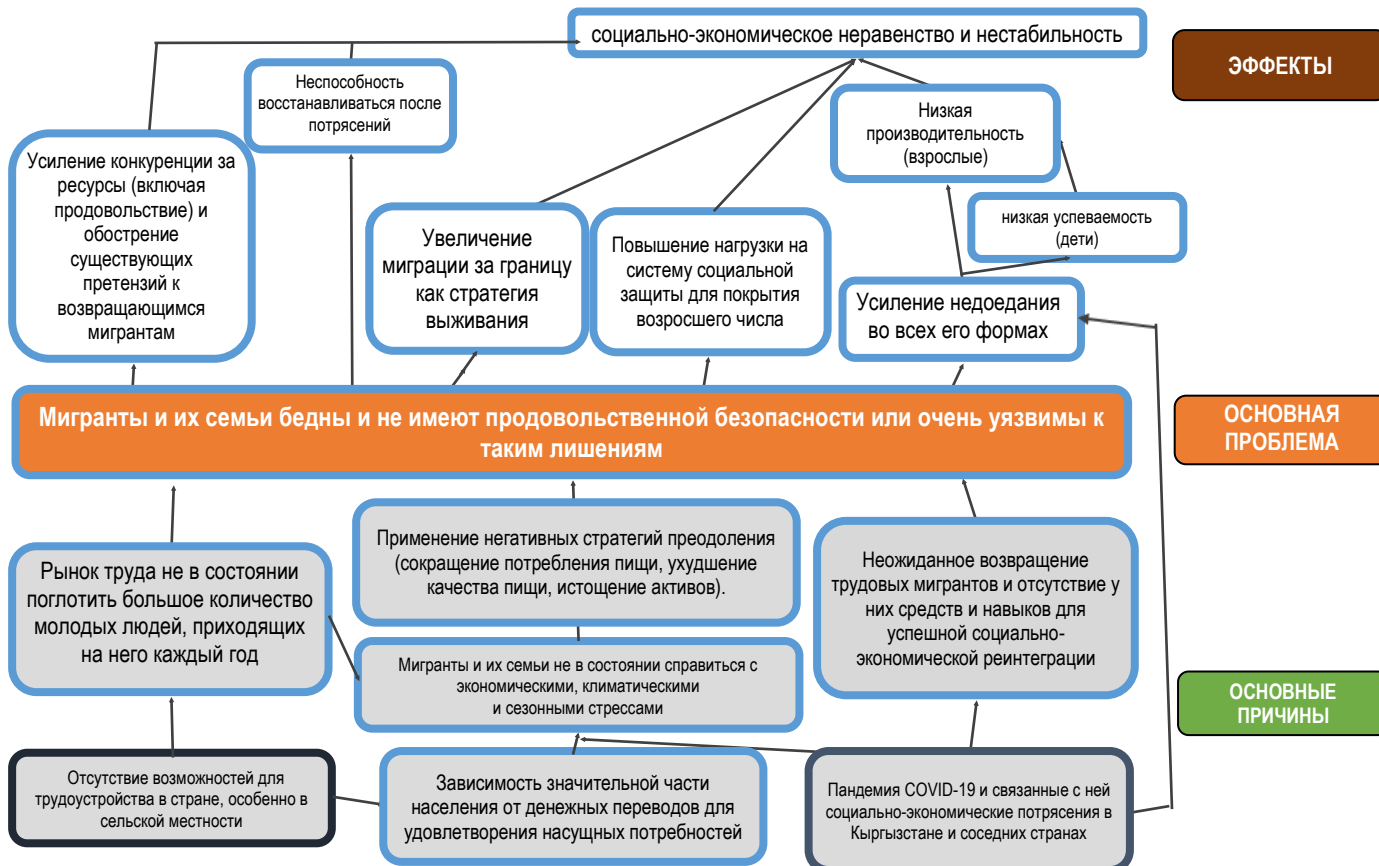 социально-экономическое неравенство и нестабильность
ЭФФЕКТЫ
Неспособность
восстанавливаться после
потрясений
Низкая
производительность
(взрослые)
Усиление конкуренции за
ресурсы (включая
продовольствие) и
обострение
существующих
претензий к
возвращающимся
мигрантам
Увеличение
миграции за границу
как стратегия
выживания
Повышение нагрузки на
систему социальной
защиты для покрытия
возросшего числа
низкая успеваемость
(дети)
Усиление недоедания
во всех его формах
Мигранты и их семьи бедны и не имеют продовольственной безопасности или очень уязвимы к
таким лишениям
ОСНОВНАЯ
ПРОБЛЕМА
Рынок труда не в состоянии
поглотить большое количество
молодых людей, приходящих
на него каждый год
Применение негативных стратегий преодоления
(сокращение потребления пищи, ухудшение
качества пищи, истощение активов).
Неожиданное возвращение
трудовых мигрантов и отсутствие у
них средств и навыков для
успешной социально-
экономической реинтеграции
Мигранты и их семьи не в состоянии справиться с
экономическими, климатическими
и сезонными стрессами
ОСНОВНЫЕ
ПРИЧИНЫ
Отсутствие возможностей для
трудоустройства в стране, особенно в
сельской местности
Зависимость значительной части
населения от денежных переводов для
удовлетворения насущных потребностей
Пандемия COVID-19 и связанные с ней
социально-экономические потрясения в
Кыргызстане и соседних странах